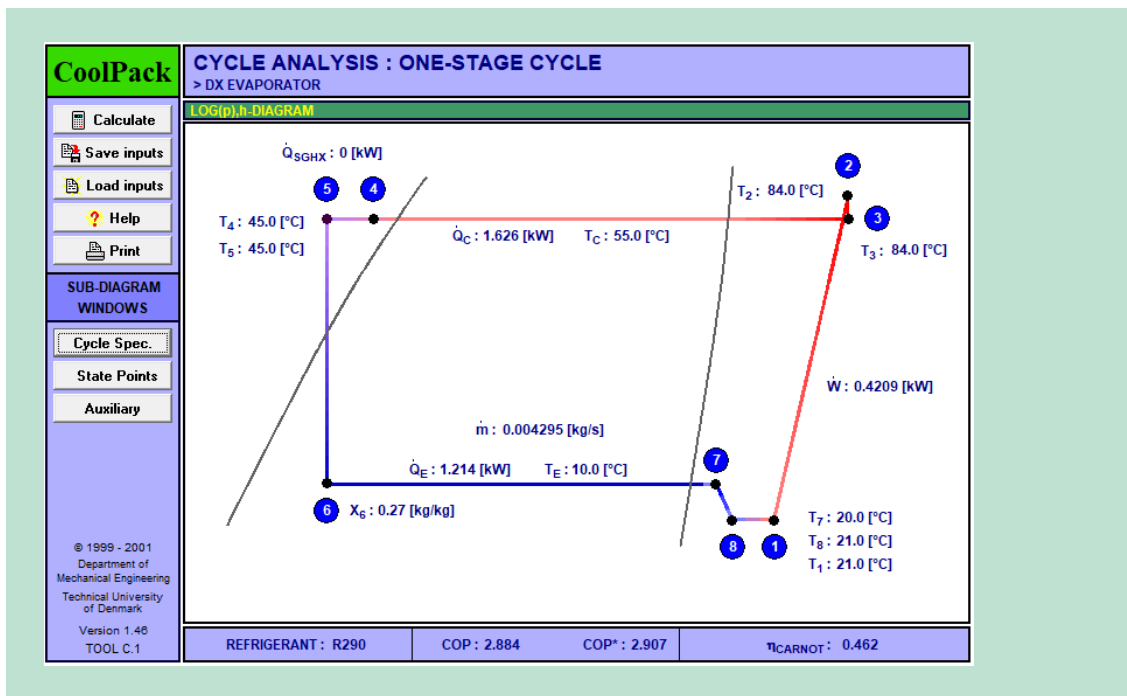 CoolPack
CYCLE ANALYSIS : ONE-STAGE CYCLE
> DX EVAPORATOR
LOG(p),h-DIAGRAM
Calculate
Save inputs
Load inputs
? Help
Print
SUB-DIAGRAM
WINDOWS
Cycle Spec.
State Points
Auxiliary
© 1999 - 2001
Department of
Mechanical Engineering
Technical University
of Denmark
Version 1.46
TOOL C.1
Q̇SGHX : 0 [kW]
5
4
2
T2 : 84.0 [°C]
3
T4 : 45.0 [°C]
T5 : 45.0 [°C]
Q̇C : 1.626 [kW]
TC : 55.0 [°C]
T3 : 84.0 [°C]
Ẇ : 0.4209 [kW]
ṁ : 0.004295 [kg/s]
Q̇E : 1.214 [kW]
TE : 10.0 [°C]
7
6
X6 : 0.27 [kg/kg]
8
1
T7 : 20.0 [°C]
T8 : 21.0 [°C]
T1 : 21.0 [°C]
REFRIGERANT : R290
COP : 2.884
COP* : 2.907
ηCARNOT : 0.462